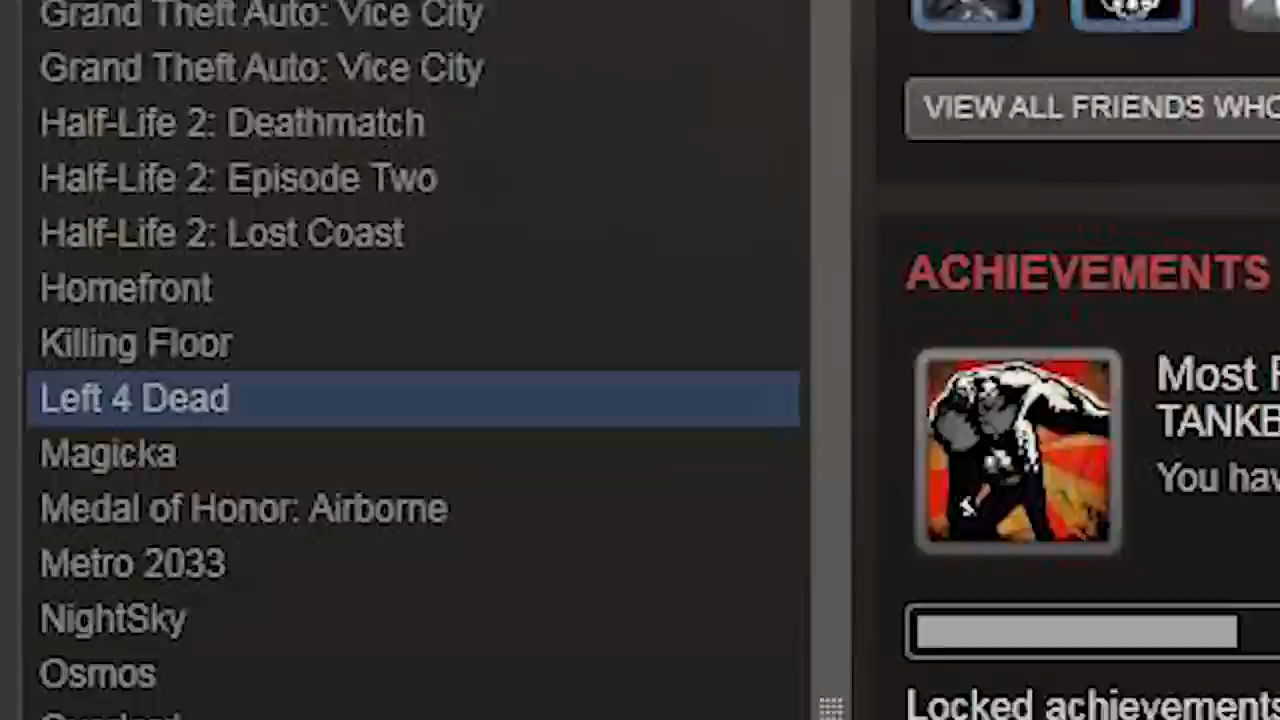 Grand Theft Auto: Vice City
Grand Theft Auto: Vice City
Half-Life 2: Deathmatch
Half-Life 2: Episode Two
Half-Life 2: Lost Coast
Homefront
Killing Floor
Left 4 Dead
Magicka
Medal of Honor: Airborne
Metro 2033
NightSky
Osmos
VIEW ALL FRIENDS WHO
ACHIEVEMENTS
Most
TANKB
You hav
Locked achievements